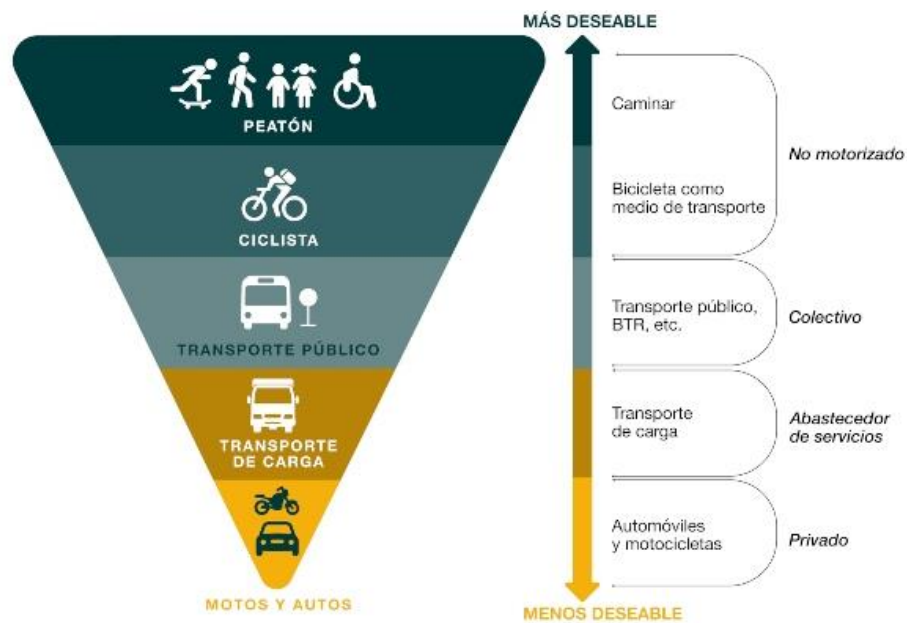 MÁS DESEABLE
PEATÓN
CICLISTA
TRANSPORTE PÚBLICO
TRANSPORTE
DE CARGA
MOTOS Y AUTOS
Caminar
Bicicleta como
medio de transporte
No motorizado
Transporte público,
BTR, etc.
Colectivo
Transporte
de carga
Abastecedor
de servicios
Automóviles
y motocicletas
Privado
MENOS DESEABLE